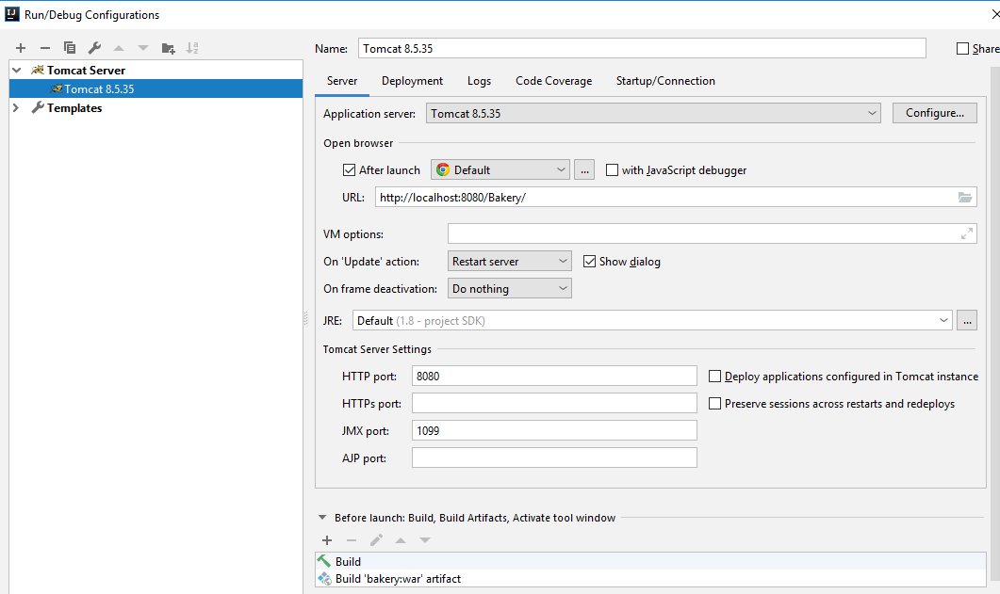 Run/Debug Configurations
Tomcat Server
Tomcat 8.5.35
Templates
Name: Tomcat 8.5.35 Share
Server Deployment Logs Code Coverage Startup/Connection
Application server: Tomcat 8.5.35 Configure...
Open browser
After launch Default ... with JavaScript debugger
URL: http://localhost:8080/Bakery/
VM options:
On 'Update' action: Restart server Show dialog
On frame deactivation: Do nothing
JRE: Default (1.8 - project SDK) ...
Tomcat Server Settings
HTTP port: 8080 Deploy applications configured in Tomcat instance
HTTPs port: Preserve sessions across restarts and redeploys
JMX port: 1099
AJP port:
Before launch: Build, Build Artifacts, Activate tool window
Build
Build 'bakery:war' artifact